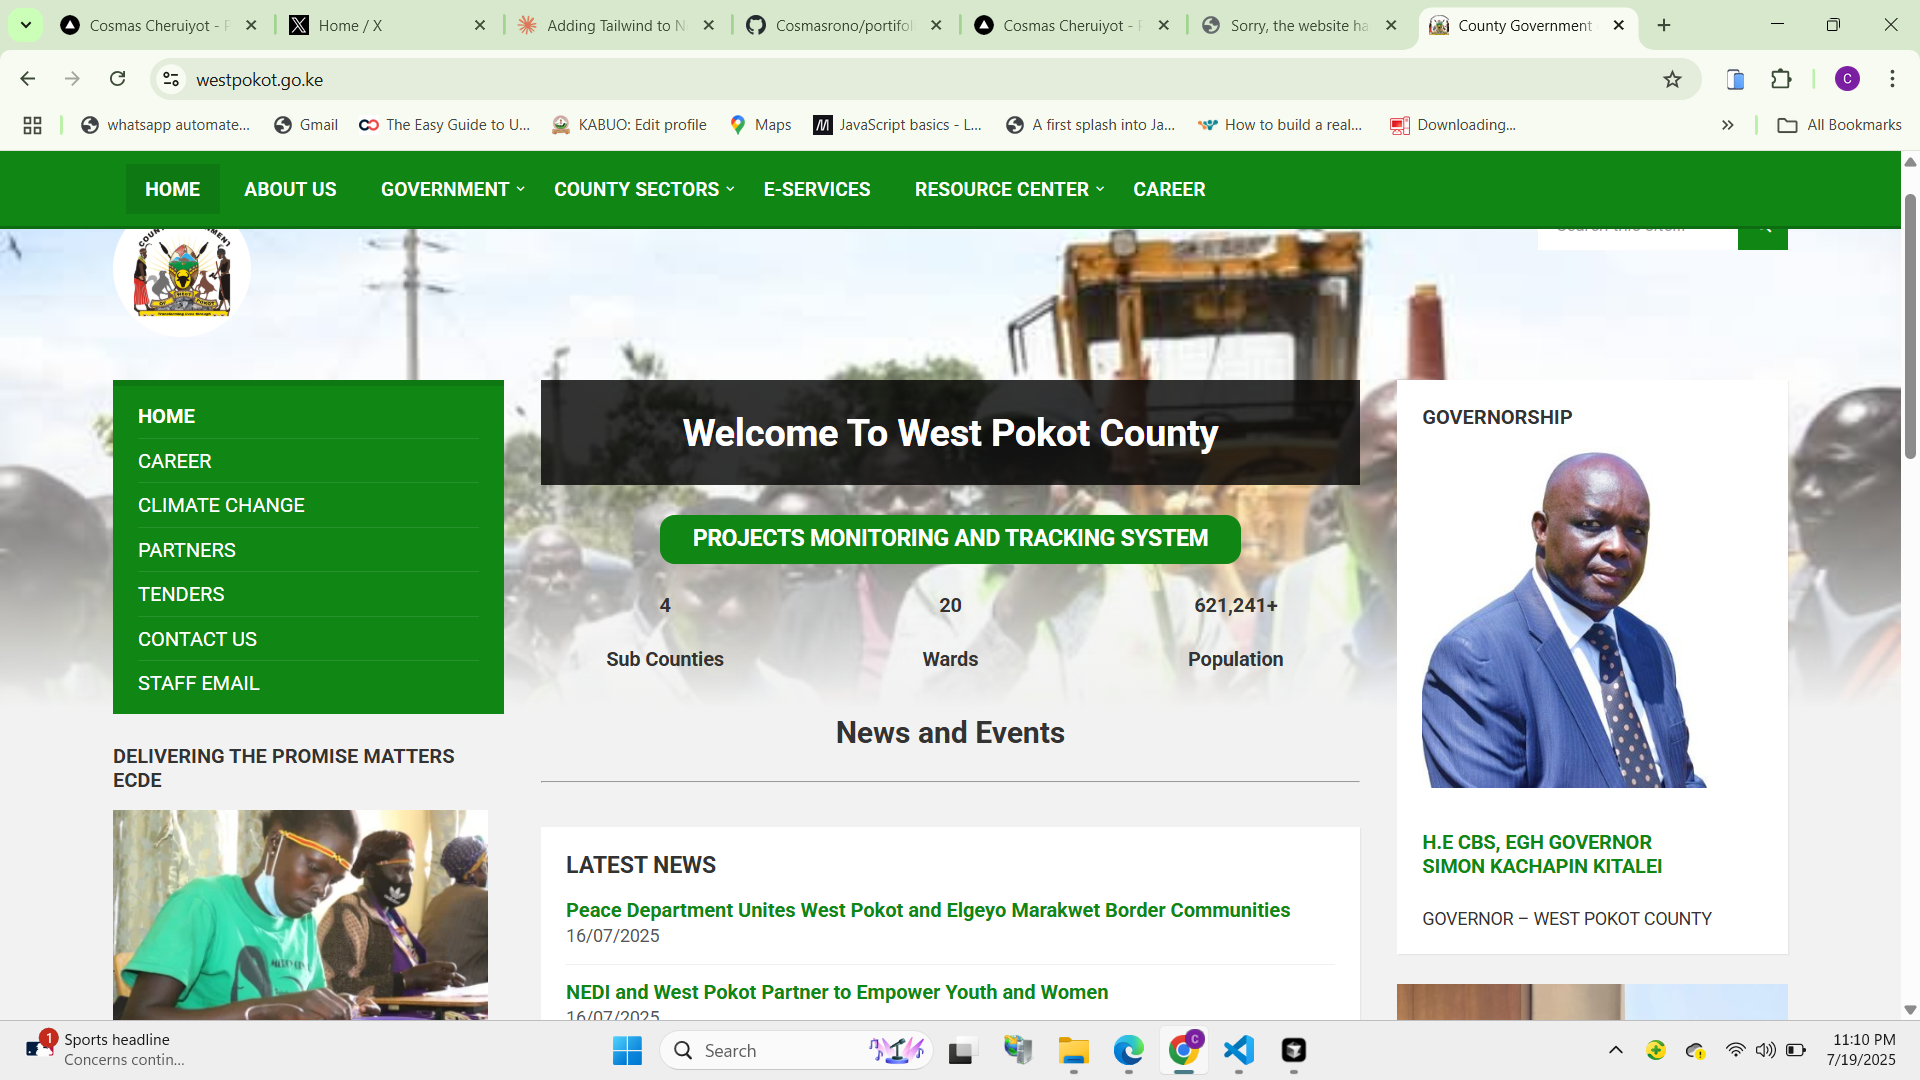 Cosmas Cheruiyot - 
Home / X
Adding Tailwind to N
Cosmasrono/portifol
Cosmas Cheruiyot - 
Sorry, the website ha
County Government
westpokot.go.ke
C
whatsapp automate...
Gmail
The Easy Guide to U...
KABUO: Edit profile
Maps
JavaScript basics - L...
A first splash into Ja...
How to build a real...
Downloading...
All Bookmarks
HOME
ABOUT US
GOVERNMENT
COUNTY SECTORS
E-SERVICES
RESOURCE CENTER
CAREER
HOME
CAREER
CLIMATE CHANGE
PARTNERS
TENDERS
CONTACT US
STAFF EMAIL
DELIVERING THE PROMISE MATTERS
ECDE
Welcome To West Pokot County
PROJECTS MONITORING AND TRACKING SYSTEM
4
20
621,241+
Sub Counties
Wards
Population
News and Events
LATEST NEWS
Peace Department Unites West Pokot and Elgeyo Marakwet Border Communities
16/07/2025
NEDI and West Pokot Partner to Empower Youth and Women
16/07/2025
GOVERNORSHIP
H.E CBS, EGH GOVERNOR
SIMON KACHAPIN KITALEI
GOVERNOR – WEST POKOT COUNTY
1
Sports headline
Concerns contin...
Search
C
11:10 PM
7/19/2025